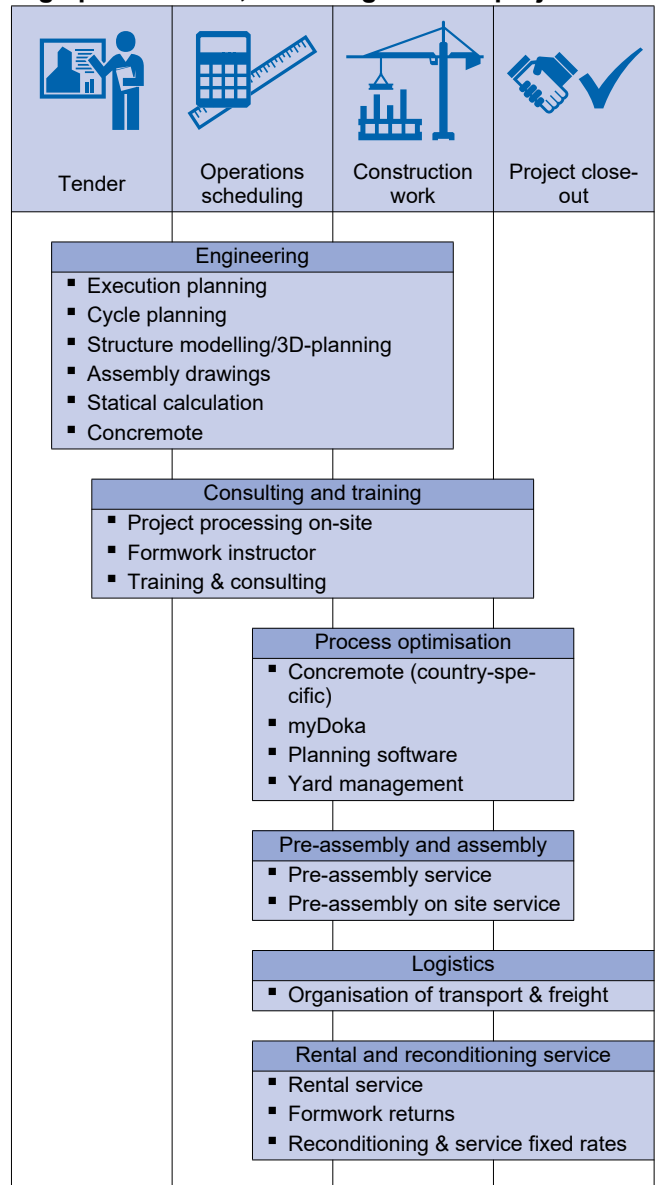 Tender
Operations
scheduling
Construction
work
Project close-
out
Engineering
▪ Execution planning
▪ Cycle planning
▪ Structure modelling/3D-planning
▪ Assembly drawings
▪ Statical calculation
▪ Concremote
Consulting and training
▪ Project processing on-site
▪ Formwork instructor
▪ Training & consulting
Process optimisation
▪ Concremote (country-spe-
cific)
▪ myDoka
▪ Planning software
▪ Yard management
Pre-assembly and assembly
▪ Pre-assembly service
▪ Pre-assembly on site service
Logistics
▪ Organisation of transport & freight
Rental and reconditioning service
▪ Rental service
▪ Formwork returns
▪ Reconditioning & service fixed rates